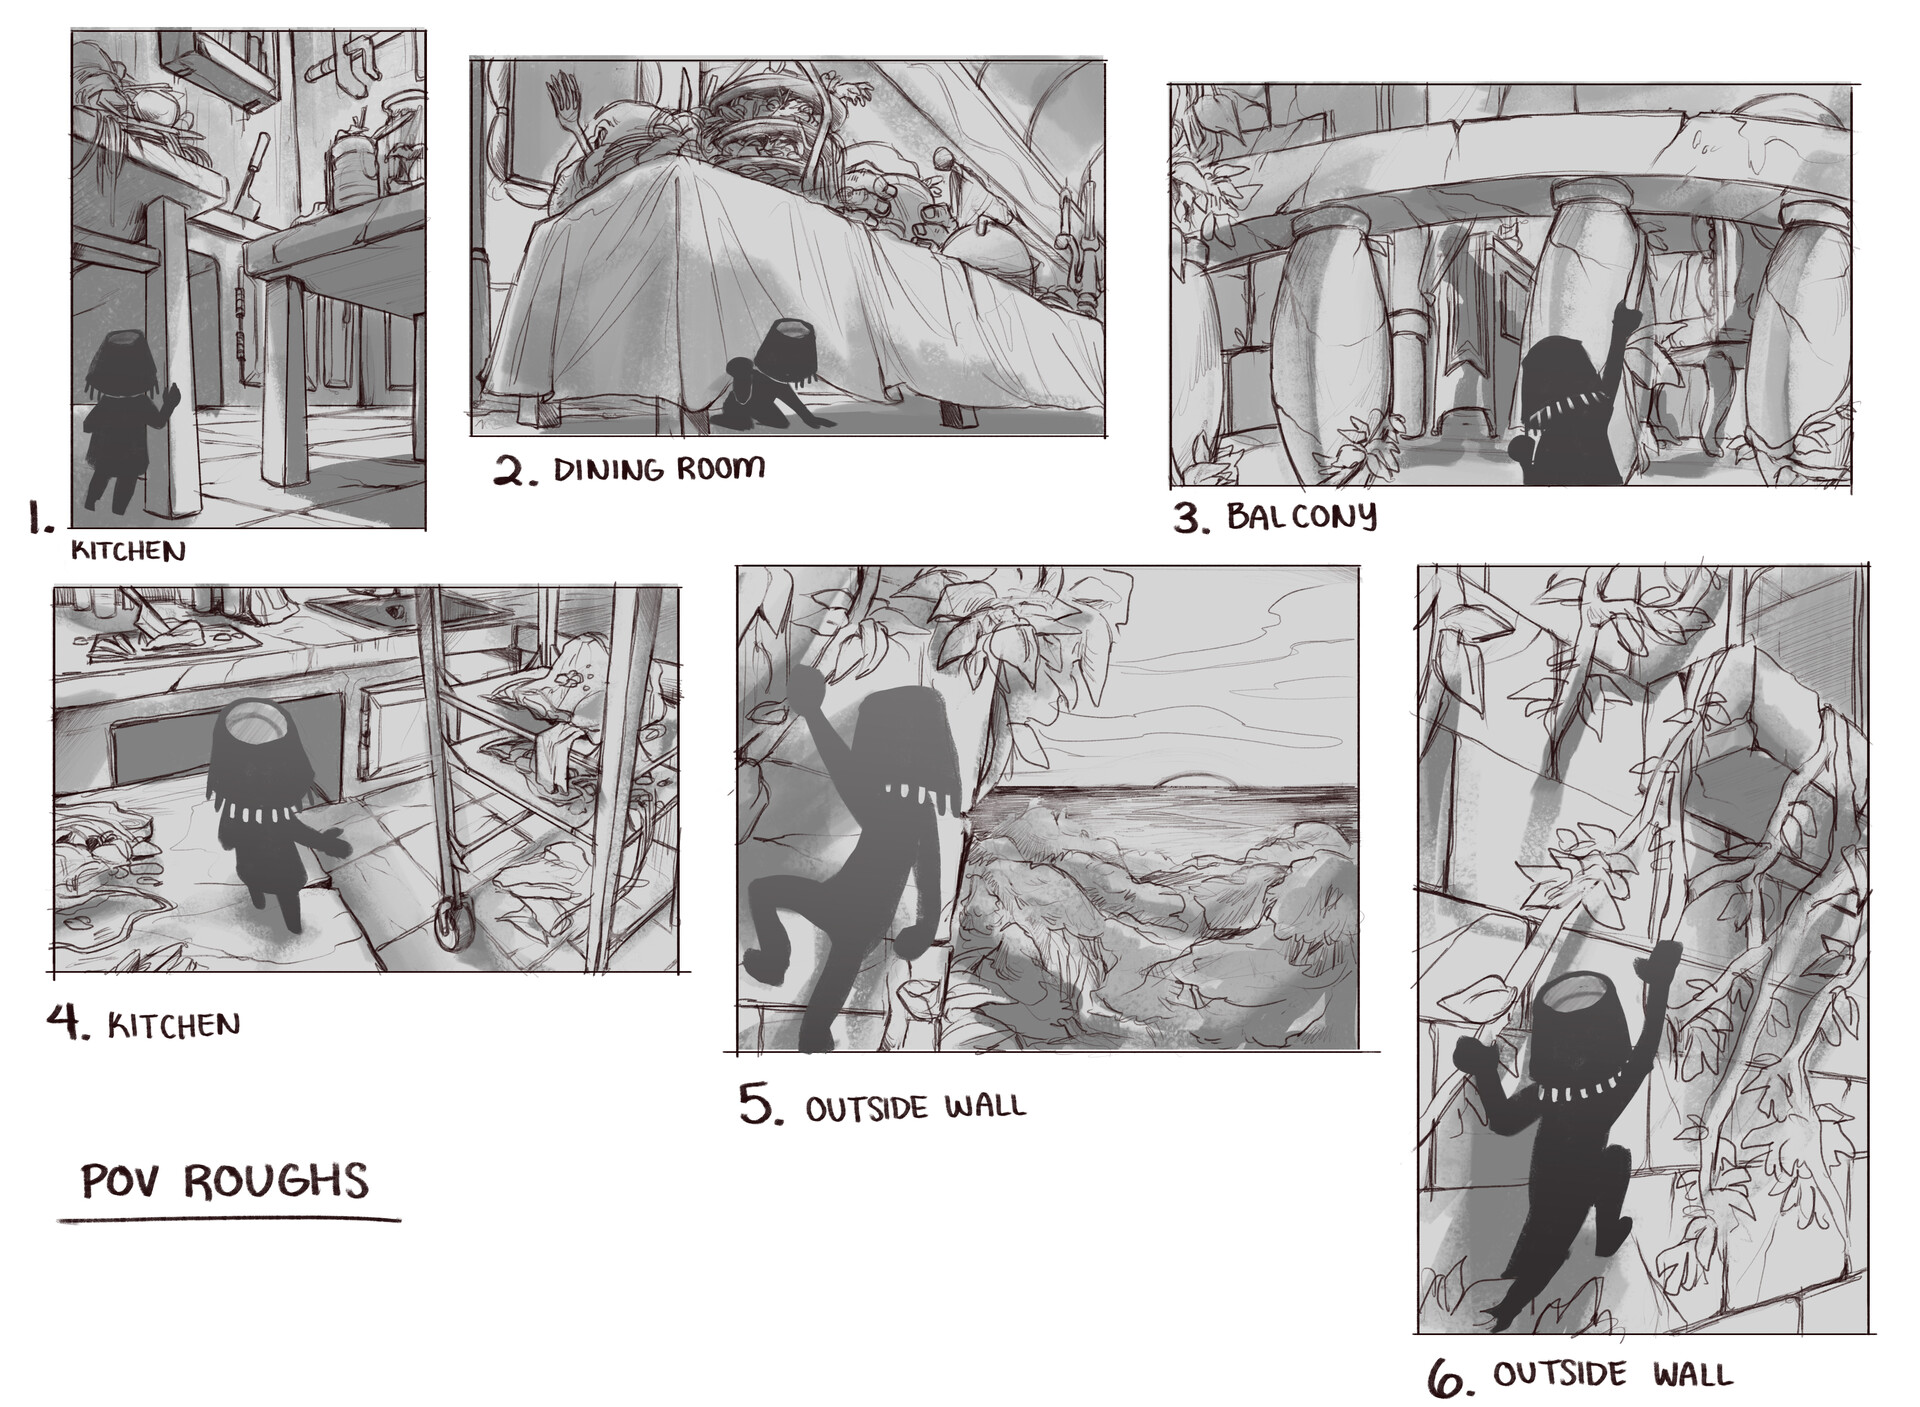 1.
KITCHEN
2. DINING ROOM
3. BALCONY
4. KITCHEN
5. OUTSIDE WALL
6. OUTSIDE WALL
POV ROUGHS